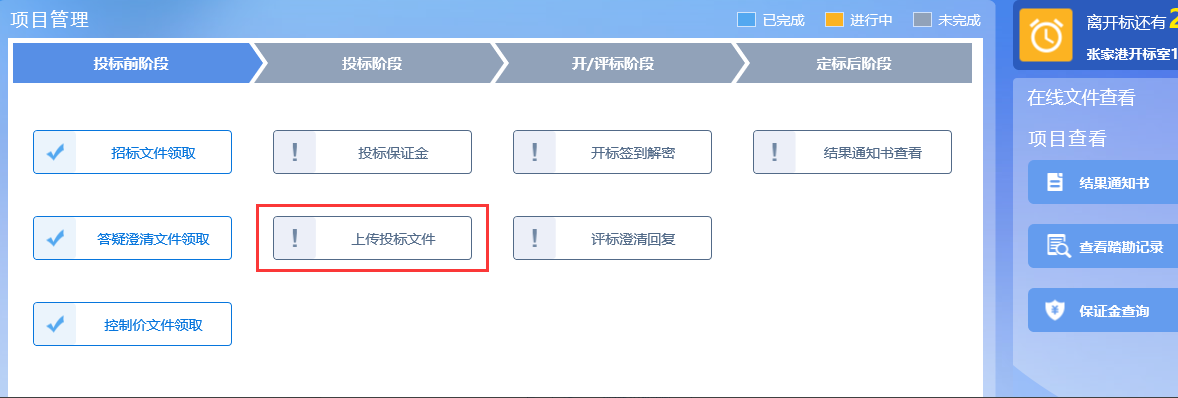 项目管理
已完成
进行中
未完成
投标前阶段
投标阶段
开/评标阶段
定标后阶段
招标文件领取
投标保证金
开标签到解密
结果通知书查看
答疑澄清文件领取
上传投标文件
评标澄清回复
控制价文件领取
离开标还有2
张家港开标室1
在线文件查看
项目查看
结果通知书
查看踏勘记录
保证金查询